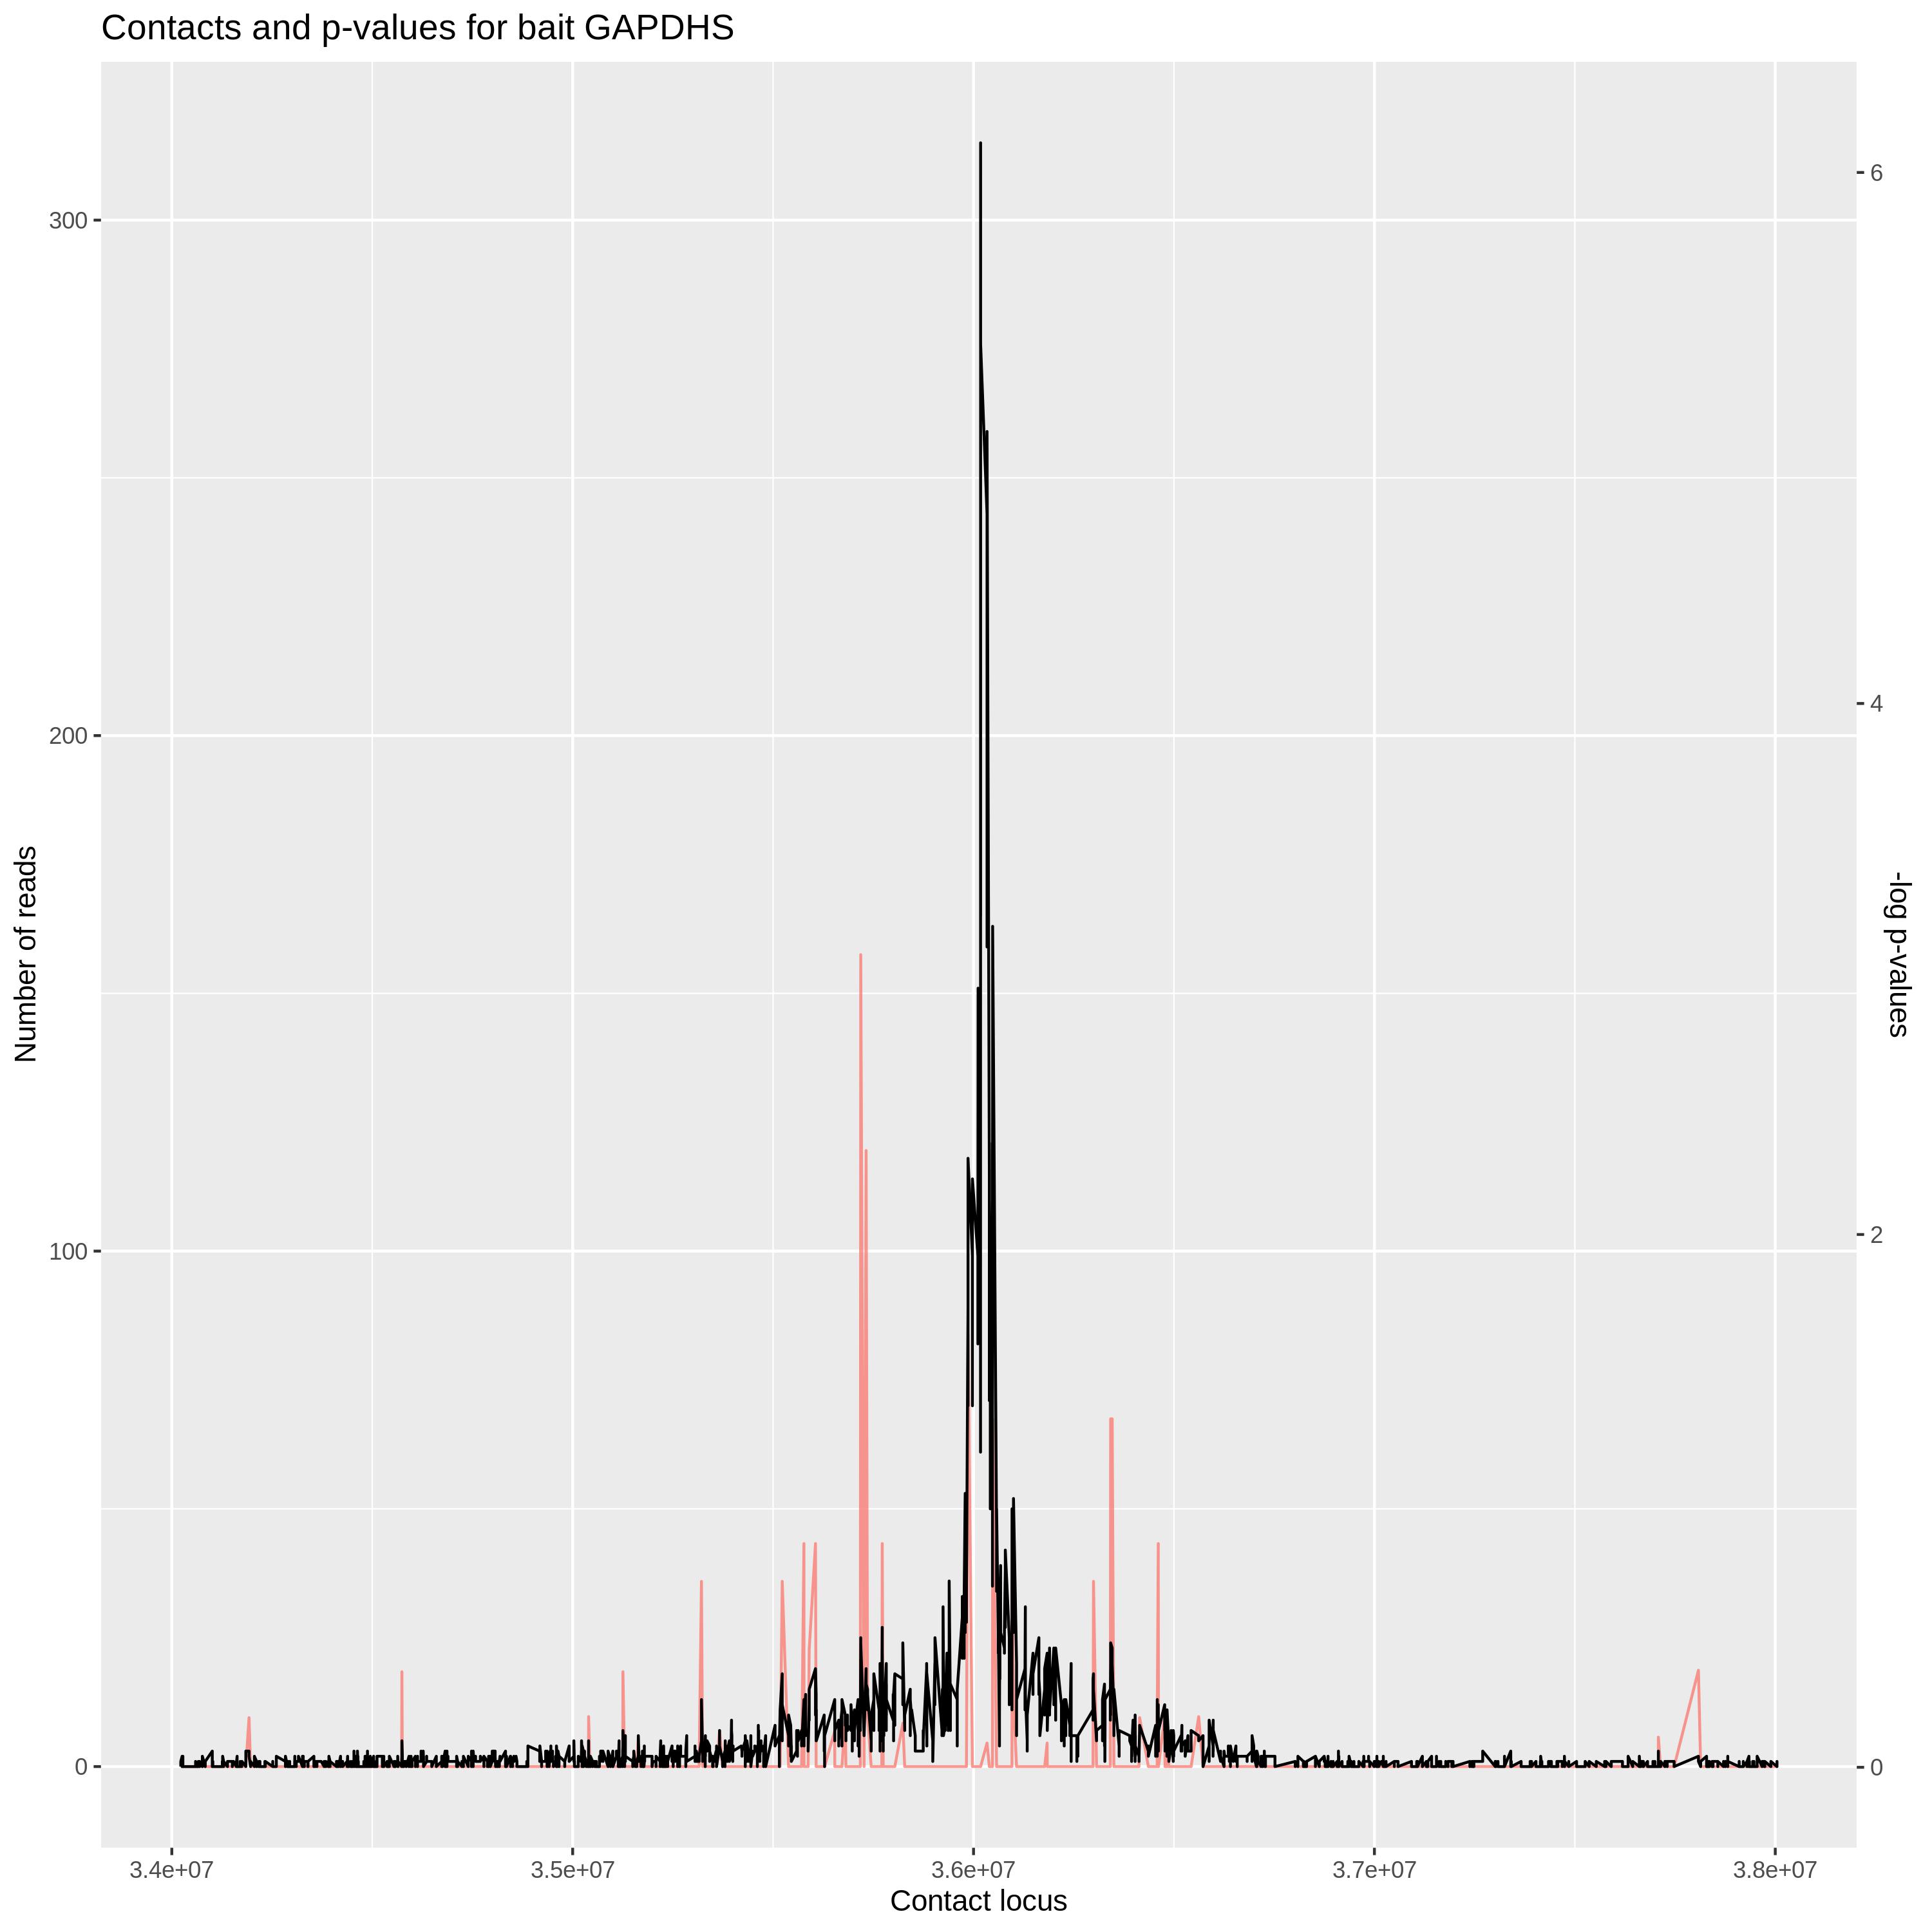 Contacts and p-values for bait GAPDHS
300
200
100
0
Number of reads
6
4
2
0
-log p-values
3.4e+07 3.5e+07 3.6e+07 3.7e+07 3.8e+07
Contact locus